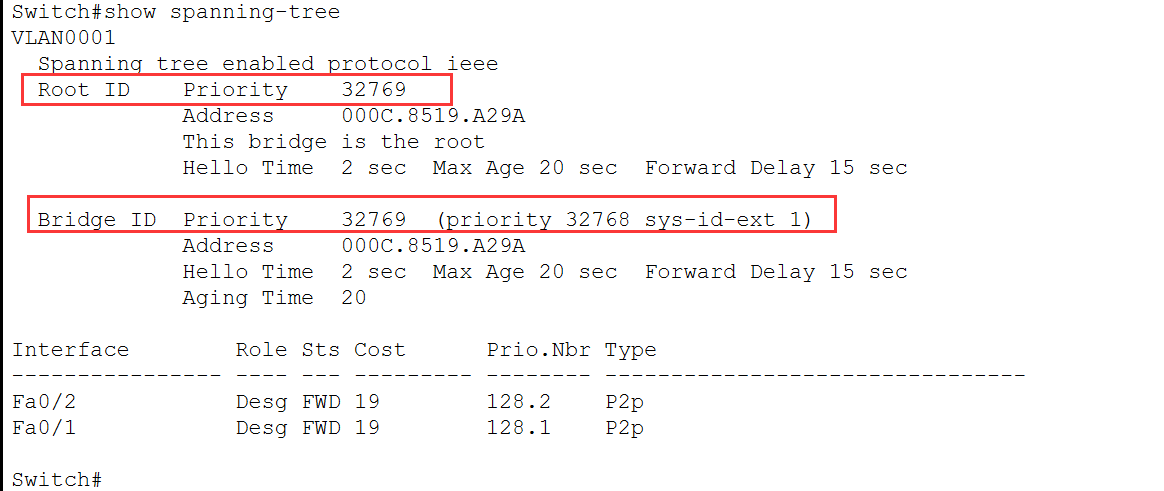 Switch#show spanning-tree
VLAN0001
  Spanning tree enabled protocol ieee
  Root ID    Priority    32769
             Address     000C.8519.A29A
             This bridge is the root
             Hello Time  2 sec  Max Age 20 sec  Forward Delay 15 sec
  Bridge ID  Priority    32769  (priority 32768 sys-id-ext 1)
             Address     000C.8519.A29A
             Hello Time  2 sec  Max Age 20 sec  Forward Delay 15 sec
             Aging Time  20
Interface        Role Sts Cost      Prio.Nbr Type
---------------- ---- --- --------- -------- --------------------------------
Fa0/2            Desg FWD 19        128.2    P2p
Fa0/1            Desg FWD 19        128.1    P2p
Switch#